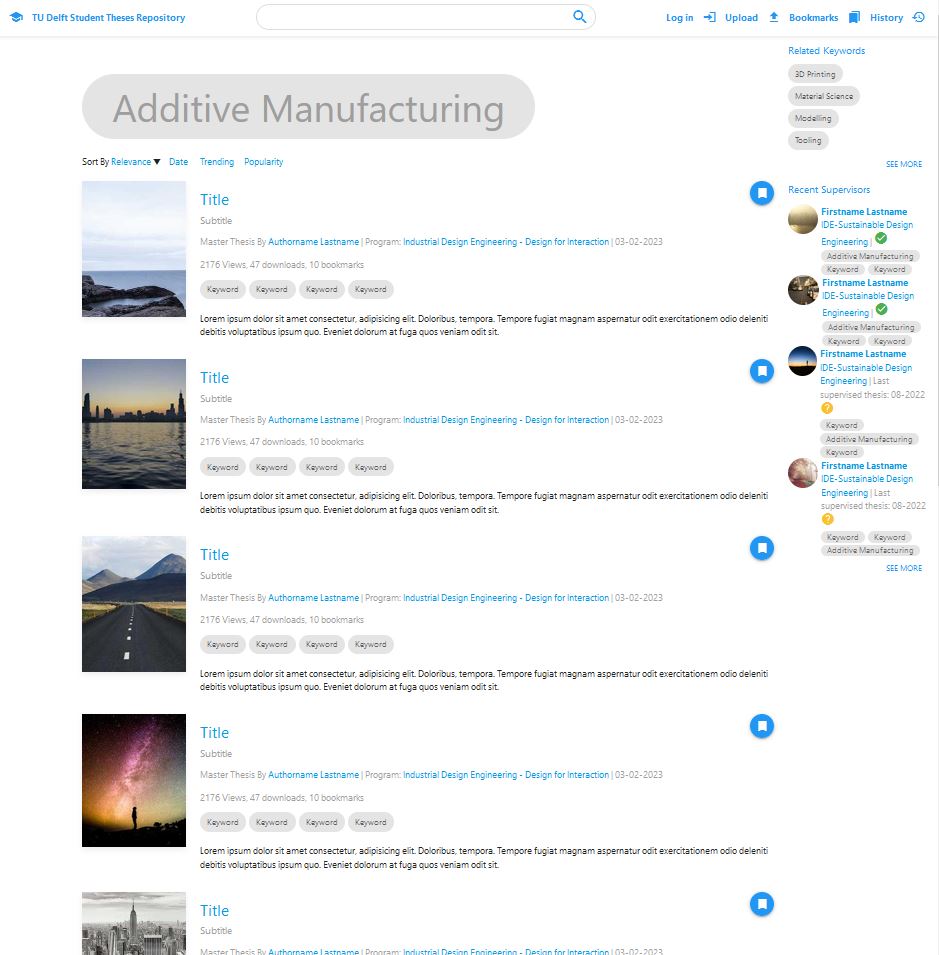 TU Delft Student Theses Repository
Log in Upload Bookmarks History
Additive Manufacturing
Sort By Relevance ▼ Date Trending Popularity
Title
Subtitle
Master Thesis By Authorname Lastname | Program: Industrial Design Engineering - Design for Interaction | 03-02-2023
2176 Views, 47 downloads, 10 bookmarks
Keyword Keyword Keyword Keyword
Lorem ipsum dolor sit amet consectetur, adipisicing elit. Doloribus, tempora. Tempore fugiat magnam aspernatur odit exercitationem odio deleniti
debitis voluptatibus ipsum quo. Eveniet dolorum at fuga quos veniam odit sit.
Title
Subtitle
Master Thesis By Authorname Lastname | Program: Industrial Design Engineering - Design for Interaction | 03-02-2023
2176 Views, 47 downloads, 10 bookmarks
Keyword Keyword Keyword Keyword
Lorem ipsum dolor sit amet consectetur, adipisicing elit. Doloribus, tempora. Tempore fugiat magnam aspernatur odit exercitationem odio deleniti
debitis voluptatibus ipsum quo. Eveniet dolorum at fuga quos veniam odit sit.
Title
Subtitle
Master Thesis By Authorname Lastname | Program: Industrial Design Engineering - Design for Interaction | 03-02-2023
2176 Views, 47 downloads, 10 bookmarks
Keyword Keyword Keyword Keyword
Lorem ipsum dolor sit amet consectetur, adipisicing elit. Doloribus, tempora. Tempore fugiat magnam aspernatur odit exercitationem odio deleniti
debitis voluptatibus ipsum quo. Eveniet dolorum at fuga quos veniam odit sit.
Title
Subtitle
Master Thesis By Authorname Lastname | Program: Industrial Design Engineering - Design for Interaction | 03-02-2023
2176 Views, 47 downloads, 10 bookmarks
Keyword Keyword Keyword Keyword
Lorem ipsum dolor sit amet consectetur, adipisicing elit. Doloribus, tempora. Tempore fugiat magnam aspernatur odit exercitationem odio deleniti
debitis voluptatibus ipsum quo. Eveniet dolorum at fuga quos veniam odit sit.
Title
Subtitle
Master Thesis By Authorname Lastname | Program: Industrial Design Engineering - Design for Interaction | 03-02-2023
Related Keywords
3D Printing
Material Science
Modelling
Tooling
SEE MORE
Recent Supervisors
Firstname Lastname
IDE-Sustainable Design
Engineering |
Additive Manufacturing
Keyword Keyword
Firstname Lastname
IDE-Sustainable Design
Engineering |
Additive Manufacturing
Keyword Keyword
Firstname Lastname
IDE-Sustainable Design
Engineering | Last
supervised thesis: 08-2022
?
Keyword
Additive Manufacturing
Keyword
Firstname Lastname
IDE-Sustainable Design
Engineering | Last
supervised thesis: 08-2022
?
Keyword Keyword
Additive Manufacturing
SEE MORE